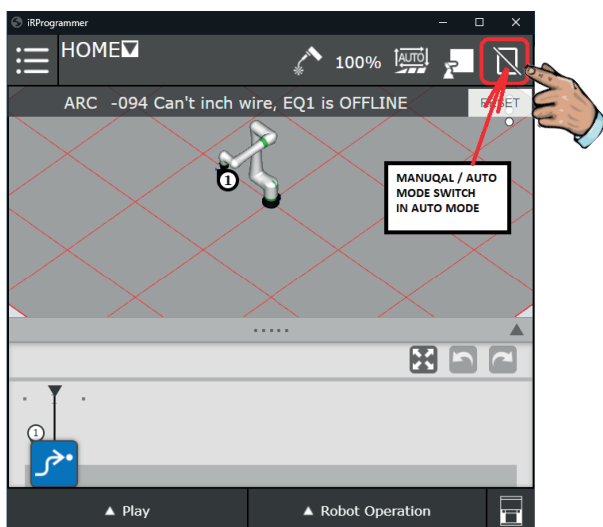 iRProgrammer
HOME
100%
AUTO
ARC -094 Can't inch wire, EQ1 is OFFLINE
RESET
1
MANUQAL / AUTO
MODE SWITCH
IN AUTO MODE
1
▲ Play
▲ Robot Operation